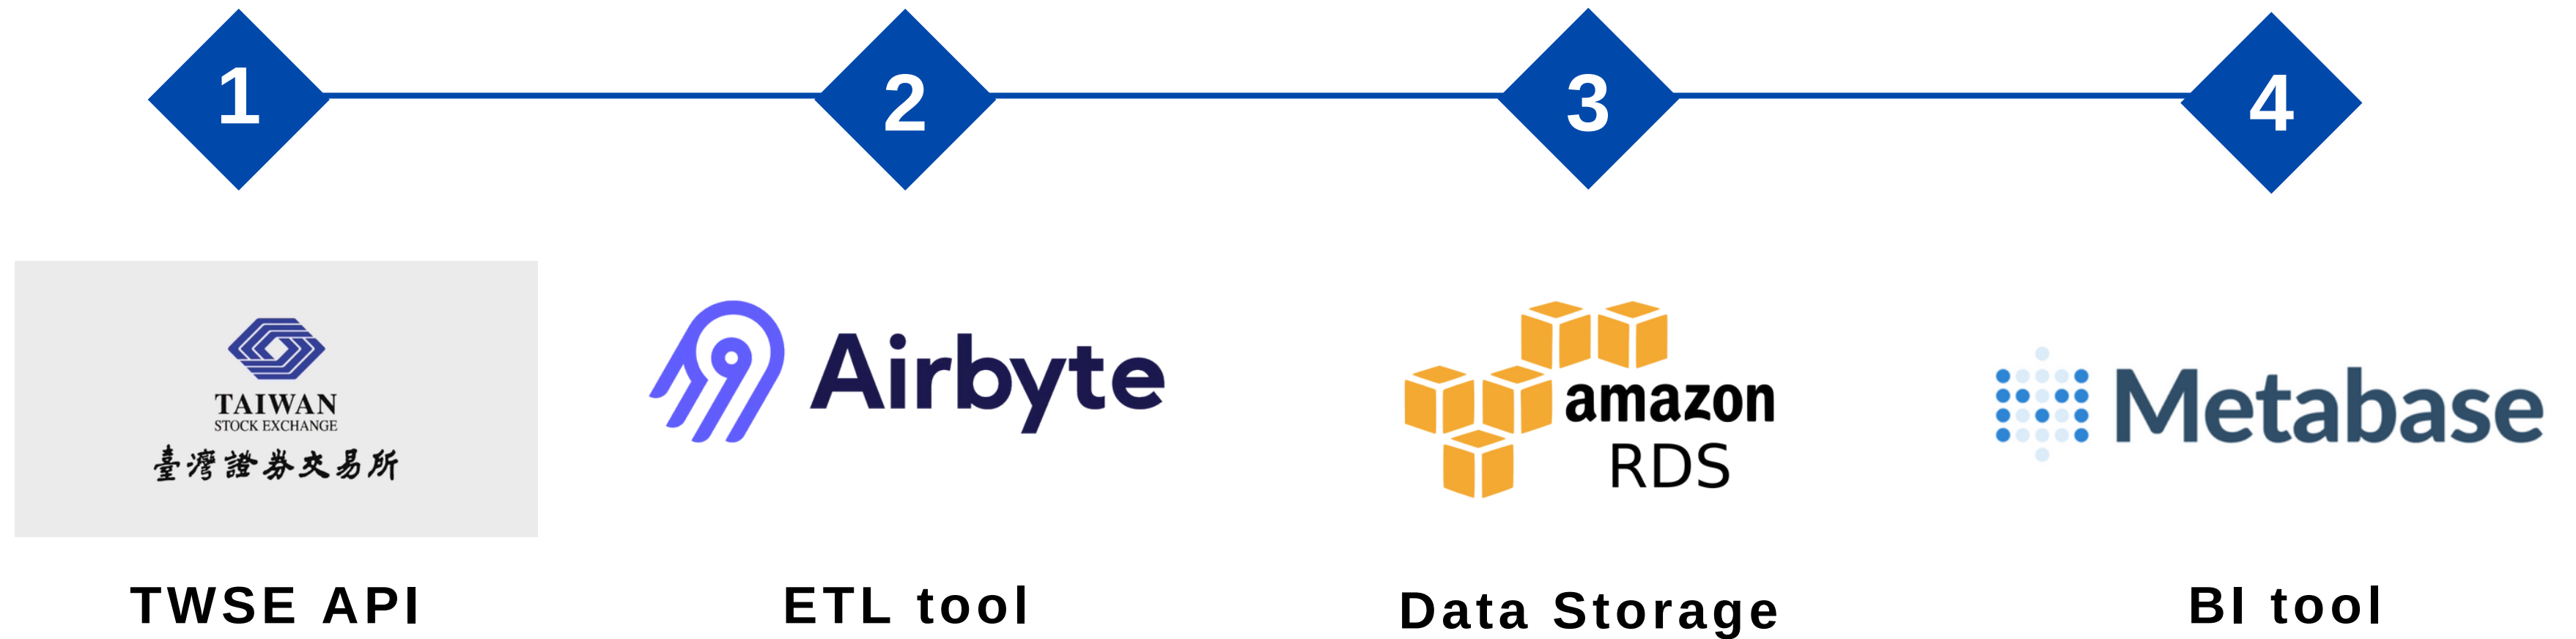 1
2
3
4
TAIWAN
STOCK EXCHANGE
臺灣證券交易所
Airbyte
amazon
RDS
Metabase
TWSE API
ETL tool
Data Storage
BI tool